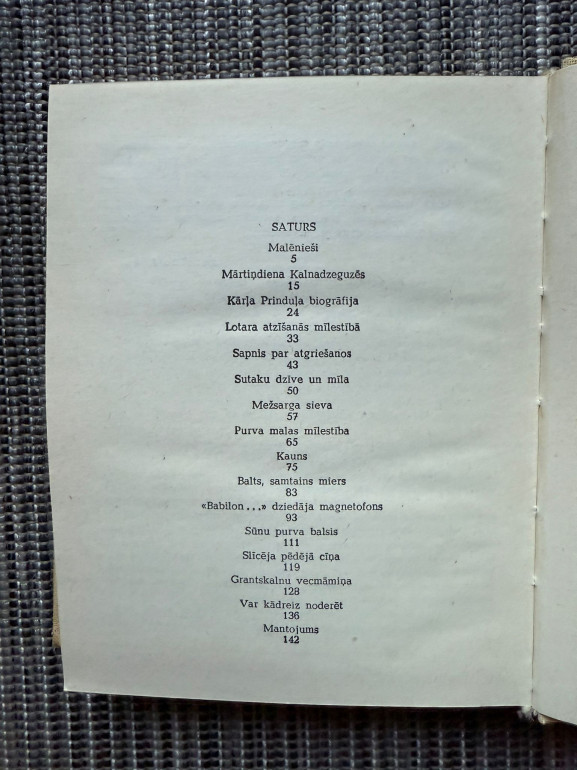 SATURS
Malēnieši
5
Mārtiņdiena Kalnadzeguzēs
15
Kārļa Prinduļa biogrāfija
24
Lotara atzīšanās mīlestībā
33
Sapnis par atgriešanos
43
Sutaku dzīve un mīla
50
Mežsarga sieva
57
Purva malas mīlestība
65
Kauns
75
Balts, samtains miers
83
«Babilon...» dziedāja magnetofons
93
Sūnu purva balsis
111
Slīcēja pēdējā cīņa
119
Grantskalnu vecmāmiņa
128
Var kādreiz noderēt
136
Mantojums
142